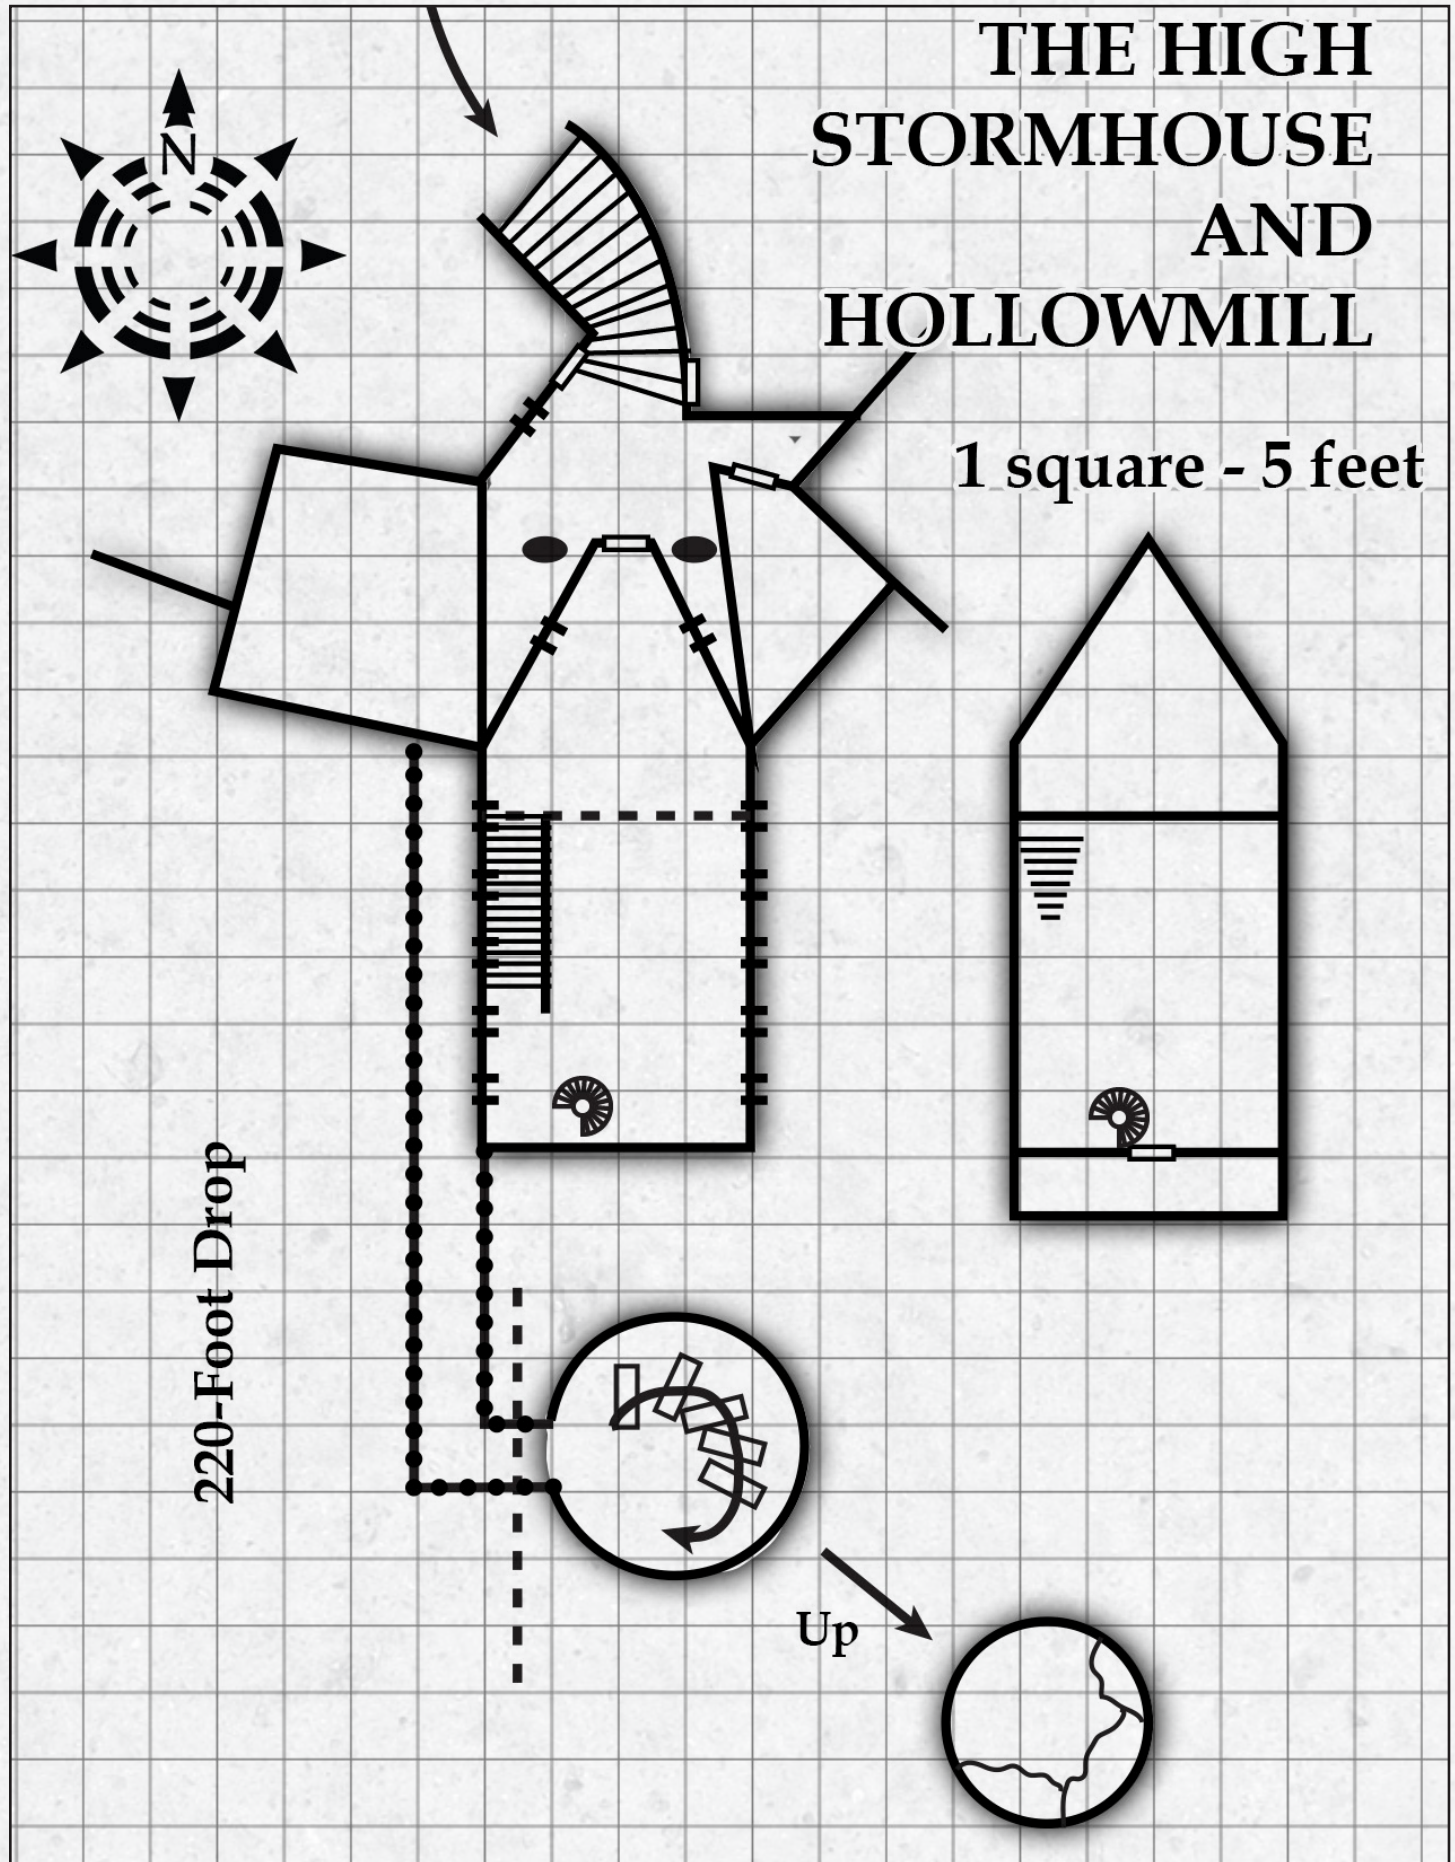 THE HIGH
STORMHOUSE
AND
HOLLOWMILL
N
1 square - 5 feet
220-Foot Drop
Up